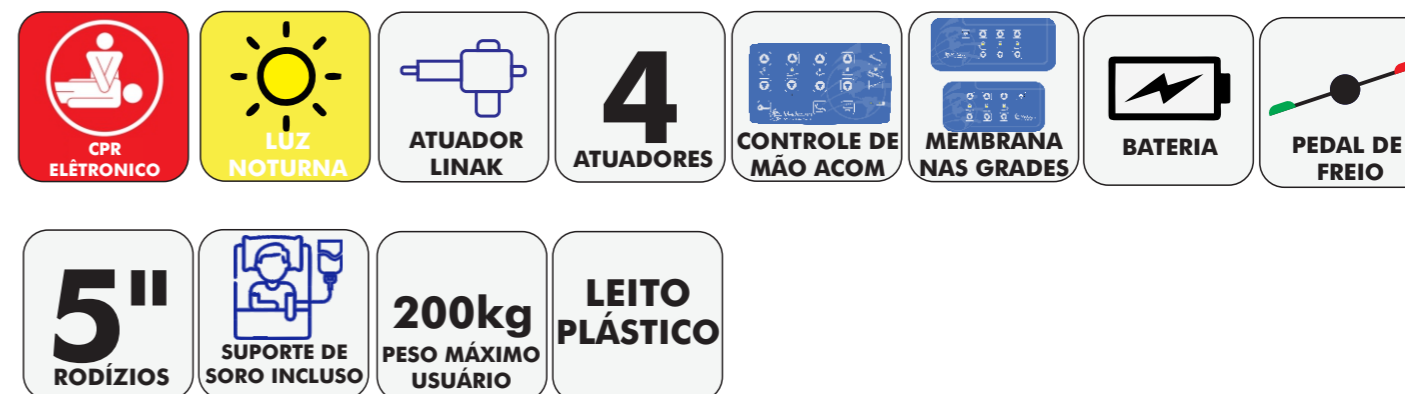 CPR
ELÊTRONICO
LUZ
NOTURNA
ATUADOR
LINAK
4
ATUADORES
CONTROLE DE
MÃO ACOM
MEMBRANA
NAS GRADES
BATERIA
PEDAL DE
FREIO
5"
RODÍZIOS
SUPORTE DE
SORO INCLUSO
200kg
PESO MÁXIMO
USUÁRIO
LEITO
PLÁSTICO